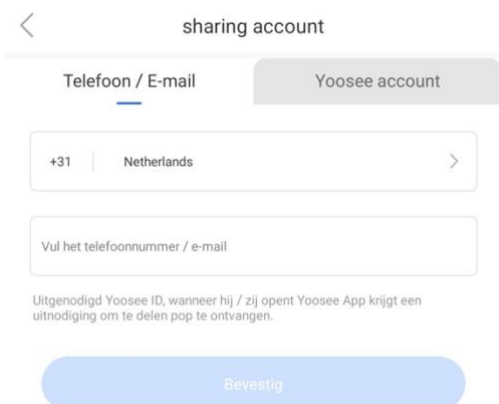 sharing account
Telefoon / E-mail
Yoosee account
+31
Netherlands
Vul het telefoonnummer / e-mail
Uitgenodigd Yoosee ID, wanneer hij / zij opent Yoosee App krijgt een
uitnodiging om te delen pop te ontvangen.
Bevestig